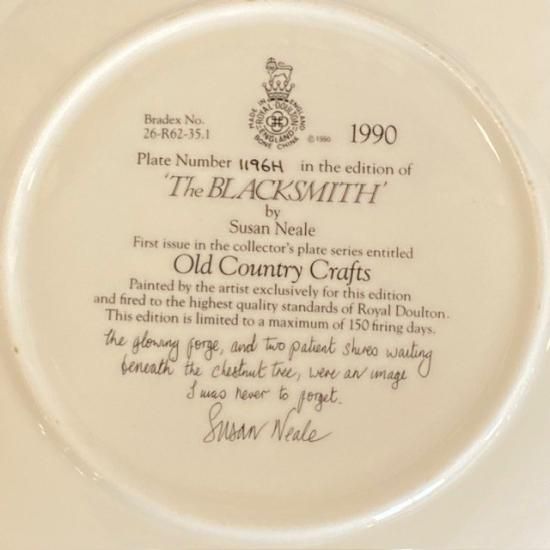 MADE IN ENGLAND
ROYAL DOULTON
ENGLAND
BONE CHINA
©1990
Bradex No.
26-R62-35.1
1990
Plate Number 1196H in the edition of
'The BLACKSMITH'
by
Susan Neale
First issue in the collector's plate series entitled
Old Country Crafts
Painted by the artist exclusively for this edition
and fired to the highest quality standards of Royal Doulton.
This edition is limited to a maximum of 150 firing days.
the glowing forge, and two patient shires waiting
beneath the chestnut tree, were an image
I was never to forget.
Susan Neale